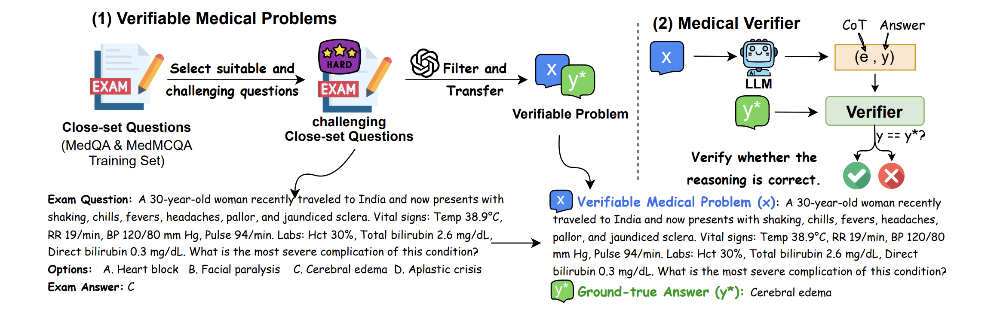 (1) Verifiable Medical Problems
EXAM
Close-set Questions
(MedQA & MedMCQA
Training Set)
Select suitable and
challenging questions
HARD
EXAM
challenging
Close-set Questions
Filter and
Transfer
x
y*
Verifiable Problem
Exam Question: A 30-year-old woman recently traveled to India and now presents with
shaking, chills, fevers, headaches, pallor, and jaundiced sclera. Vital signs: Temp 38.9°C,
RR 19/min, BP 120/80 mm Hg, Pulse 94/min. Labs: Hct 30%, Total bilirubin 2.6 mg/dL,
Direct bilirubin 0.3 mg/dL. What is the most severe complication of this condition?
Options: A. Heart block B. Facial paralysis C. Cerebral edema D. Aplastic crisis
Exam Answer: C
(2) Medical Verifier
x
AI
LLM
CoT Answer
(e , y)
y*
Verifier
y == y*?
Verify whether the
reasoning is correct.
x
Verifiable Medical Problem (x): A 30-year-old woman recently
traveled to India and now presents with shaking, chills, fevers, headaches,
pallor, and jaundiced sclera. Vital signs: Temp 38.9°C, RR 19/min, BP 120/80
mm Hg, Pulse 94/min. Labs: Hct 30%, Total bilirubin 2.6 mg/dL, Direct
bilirubin 0.3 mg/dL. What is the most severe complication of this condition?
y*
Ground-true Answer (y*): Cerebral edema